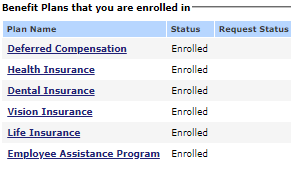 Benefit Plans that you are enrolled in
Plan Name Status Request Status
Deferred Compensation Enrolled
Health Insurance Enrolled
Dental Insurance Enrolled
Vision Insurance Enrolled
Life Insurance Enrolled
Employee Assistance Program Enrolled